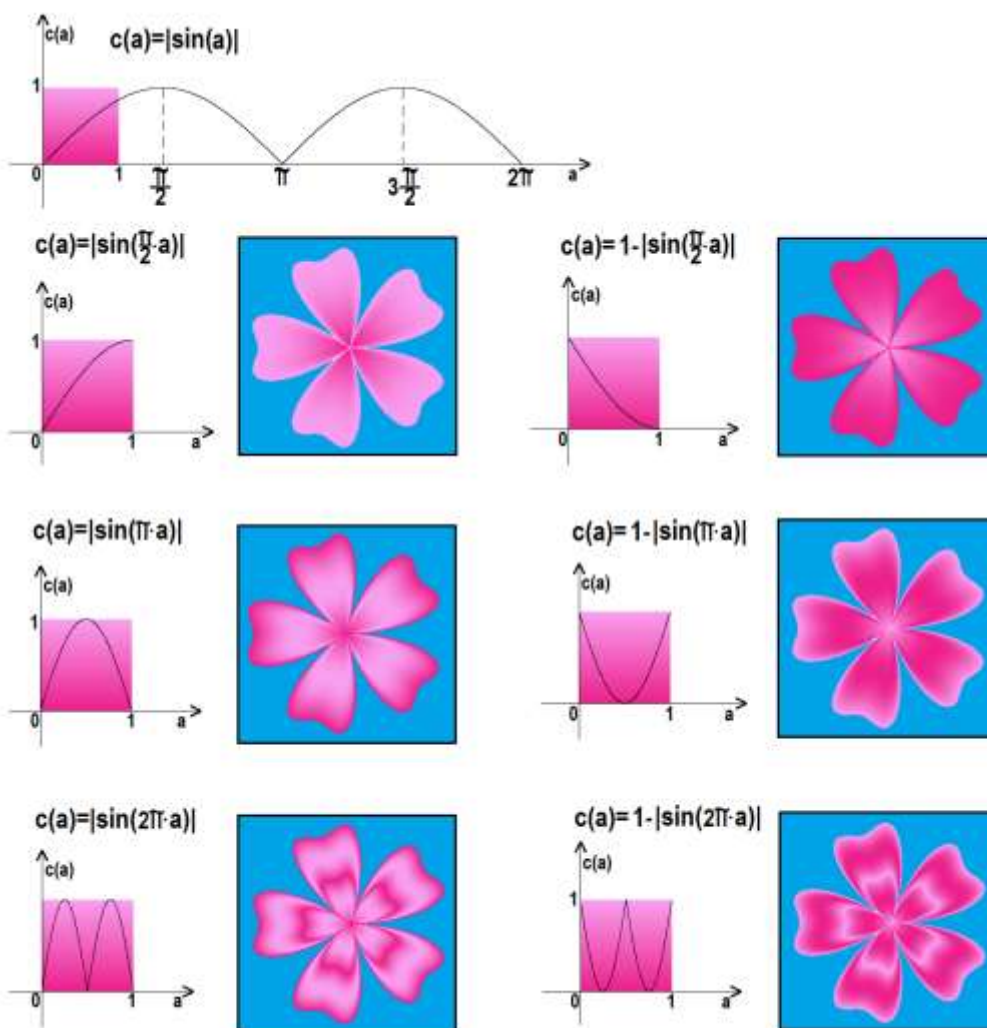 c(a)
c(a)=|sin(a)|
1
0 1 π/2 π 3π/2 2π a
c(a)=|sin(π/2·a)|
c(a)
1
0 1 a
c(a)=1-|sin(π/2·a)|
c(a)
0 1 a
c(a)=|sin(π·a)|
c(a)
1
0 1 a
c(a)=1-|sin(π·a)|
c(a)
0 1 a
c(a)=|sin(2π·a)|
c(a)
0 1 a
c(a)=1-|sin(2π·a)|
c(a)
1
0 1 a